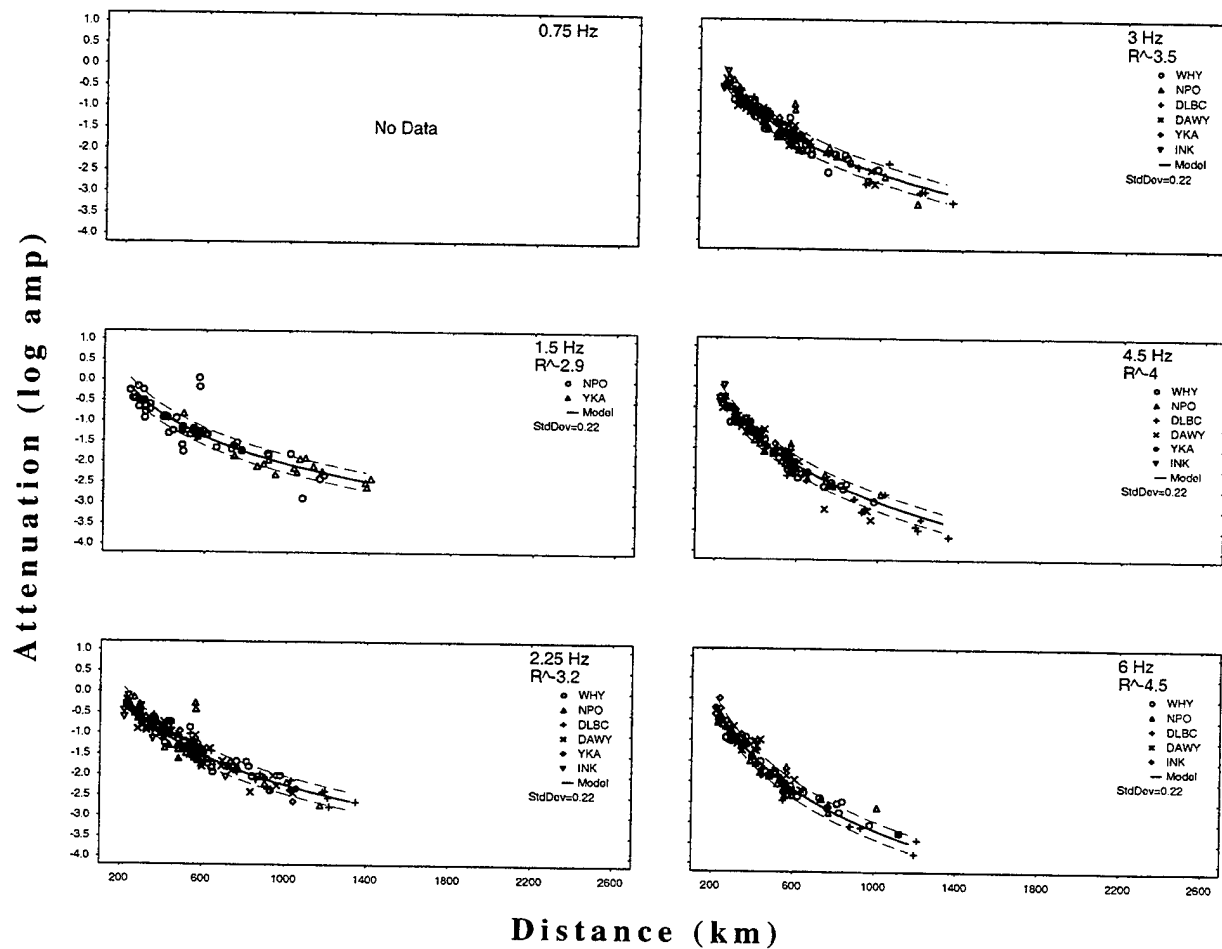 Attenuation (log amp)
1.0
0.5
0.0
-0.5
-1.0
-1.5
-2.0
-2.5
-3.0
-3.5
-4.0
0.75 Hz
No Data
3 Hz
R^-3.5
WHY
NPO
DLBC
DAWY
YKA
INK
Model
StdDev=0.22
1.0
0.5
0.0
-0.5
-1.0
-1.5
-2.0
-2.5
-3.0
-3.5
-4.0
1.5 Hz
R^-2.9
NPO
YKA
Model
StdDev=0.22
4.5 Hz
R^-4
WHY
NPO
DLBC
DAWY
YKA
INK
Model
StdDev=0.22
1.0
0.5
0.0
-0.5
-1.0
-1.5
-2.0
-2.5
-3.0
-3.5
-4.0
2.25 Hz
R^-3.2
WHY
NPO
DLBC
DAWY
YKA
INK
Model
StdDev=0.22
200 600 1000 1400 1800 2200 2600
6 Hz
R^-4.5
WHY
NPO
DLBC
DAWY
INK
Model
StdDev=0.22
200 600 1000 1400 1800 2200 2600
Distance (km)